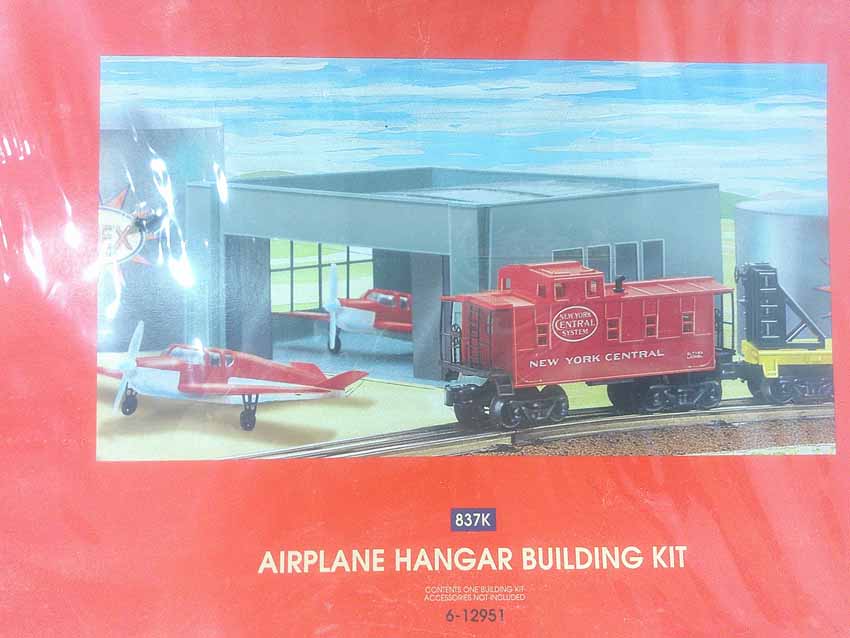 EX
NEW YORK
CENTRAL
SYSTEM
NEW YORK CENTRAL
837K
AIRPLANE HANGAR BUILDING KIT
CONTENTS ONE BUILDING KIT
ACCESSORIES NOT INCLUDED
6-12951